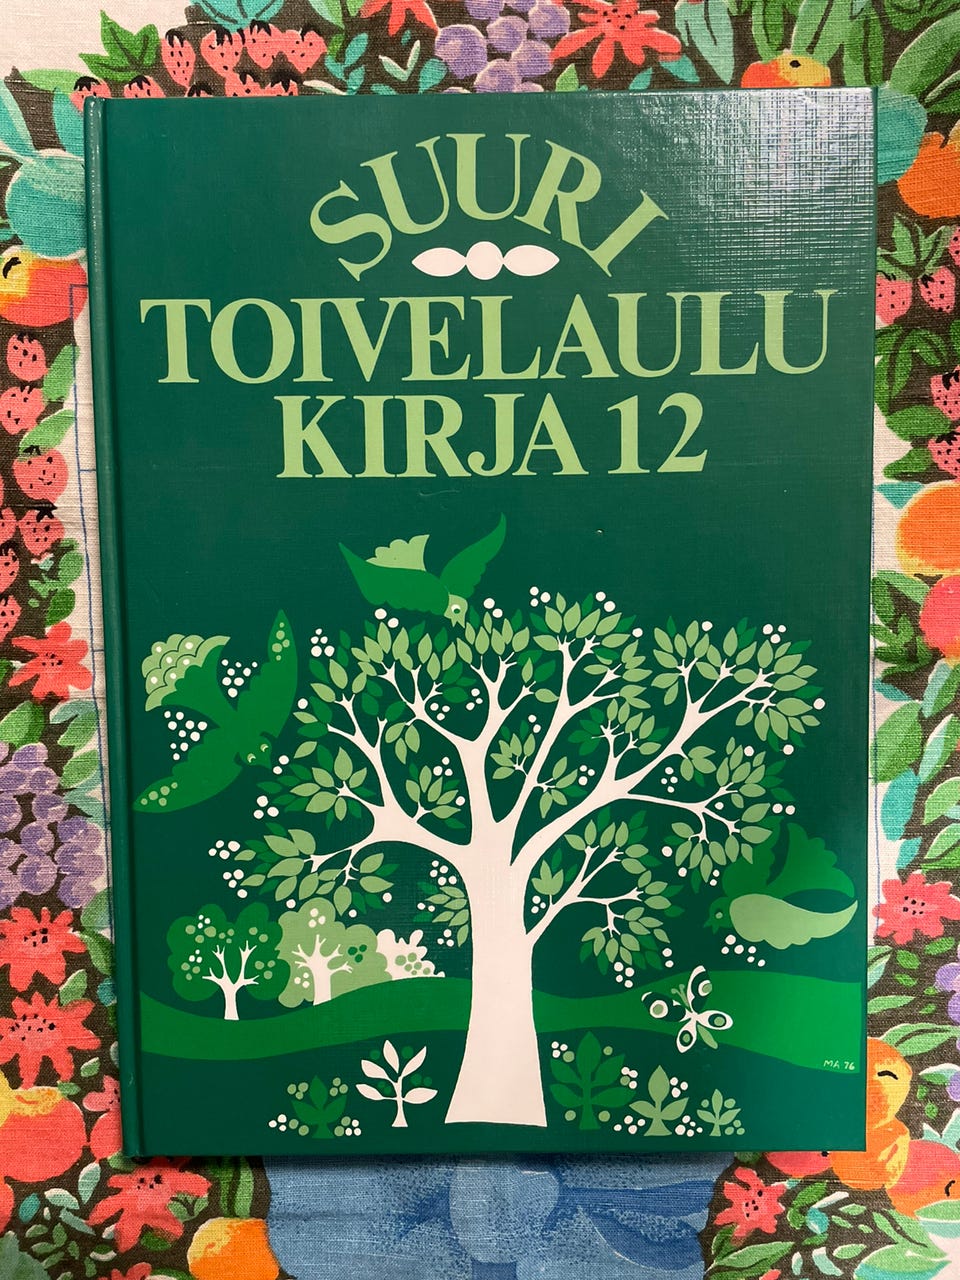 SUURI
TOIVELAULU
KIRJA 12
MA 76